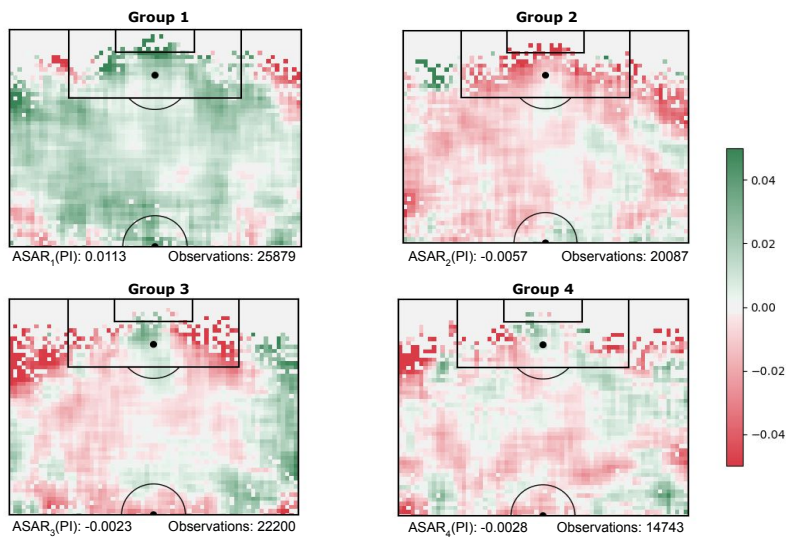 Group 1
Group 2
ASAR₁(PI): 0.0113 Observations: 25879
ASAR₂(PI): -0.0057 Observations: 20087
Group 3
Group 4
ASAR₃(PI): -0.0023 Observations: 22200
ASAR₄(PI): -0.0028 Observations: 14743
0.04
0.02
0.00
−0.02
−0.04